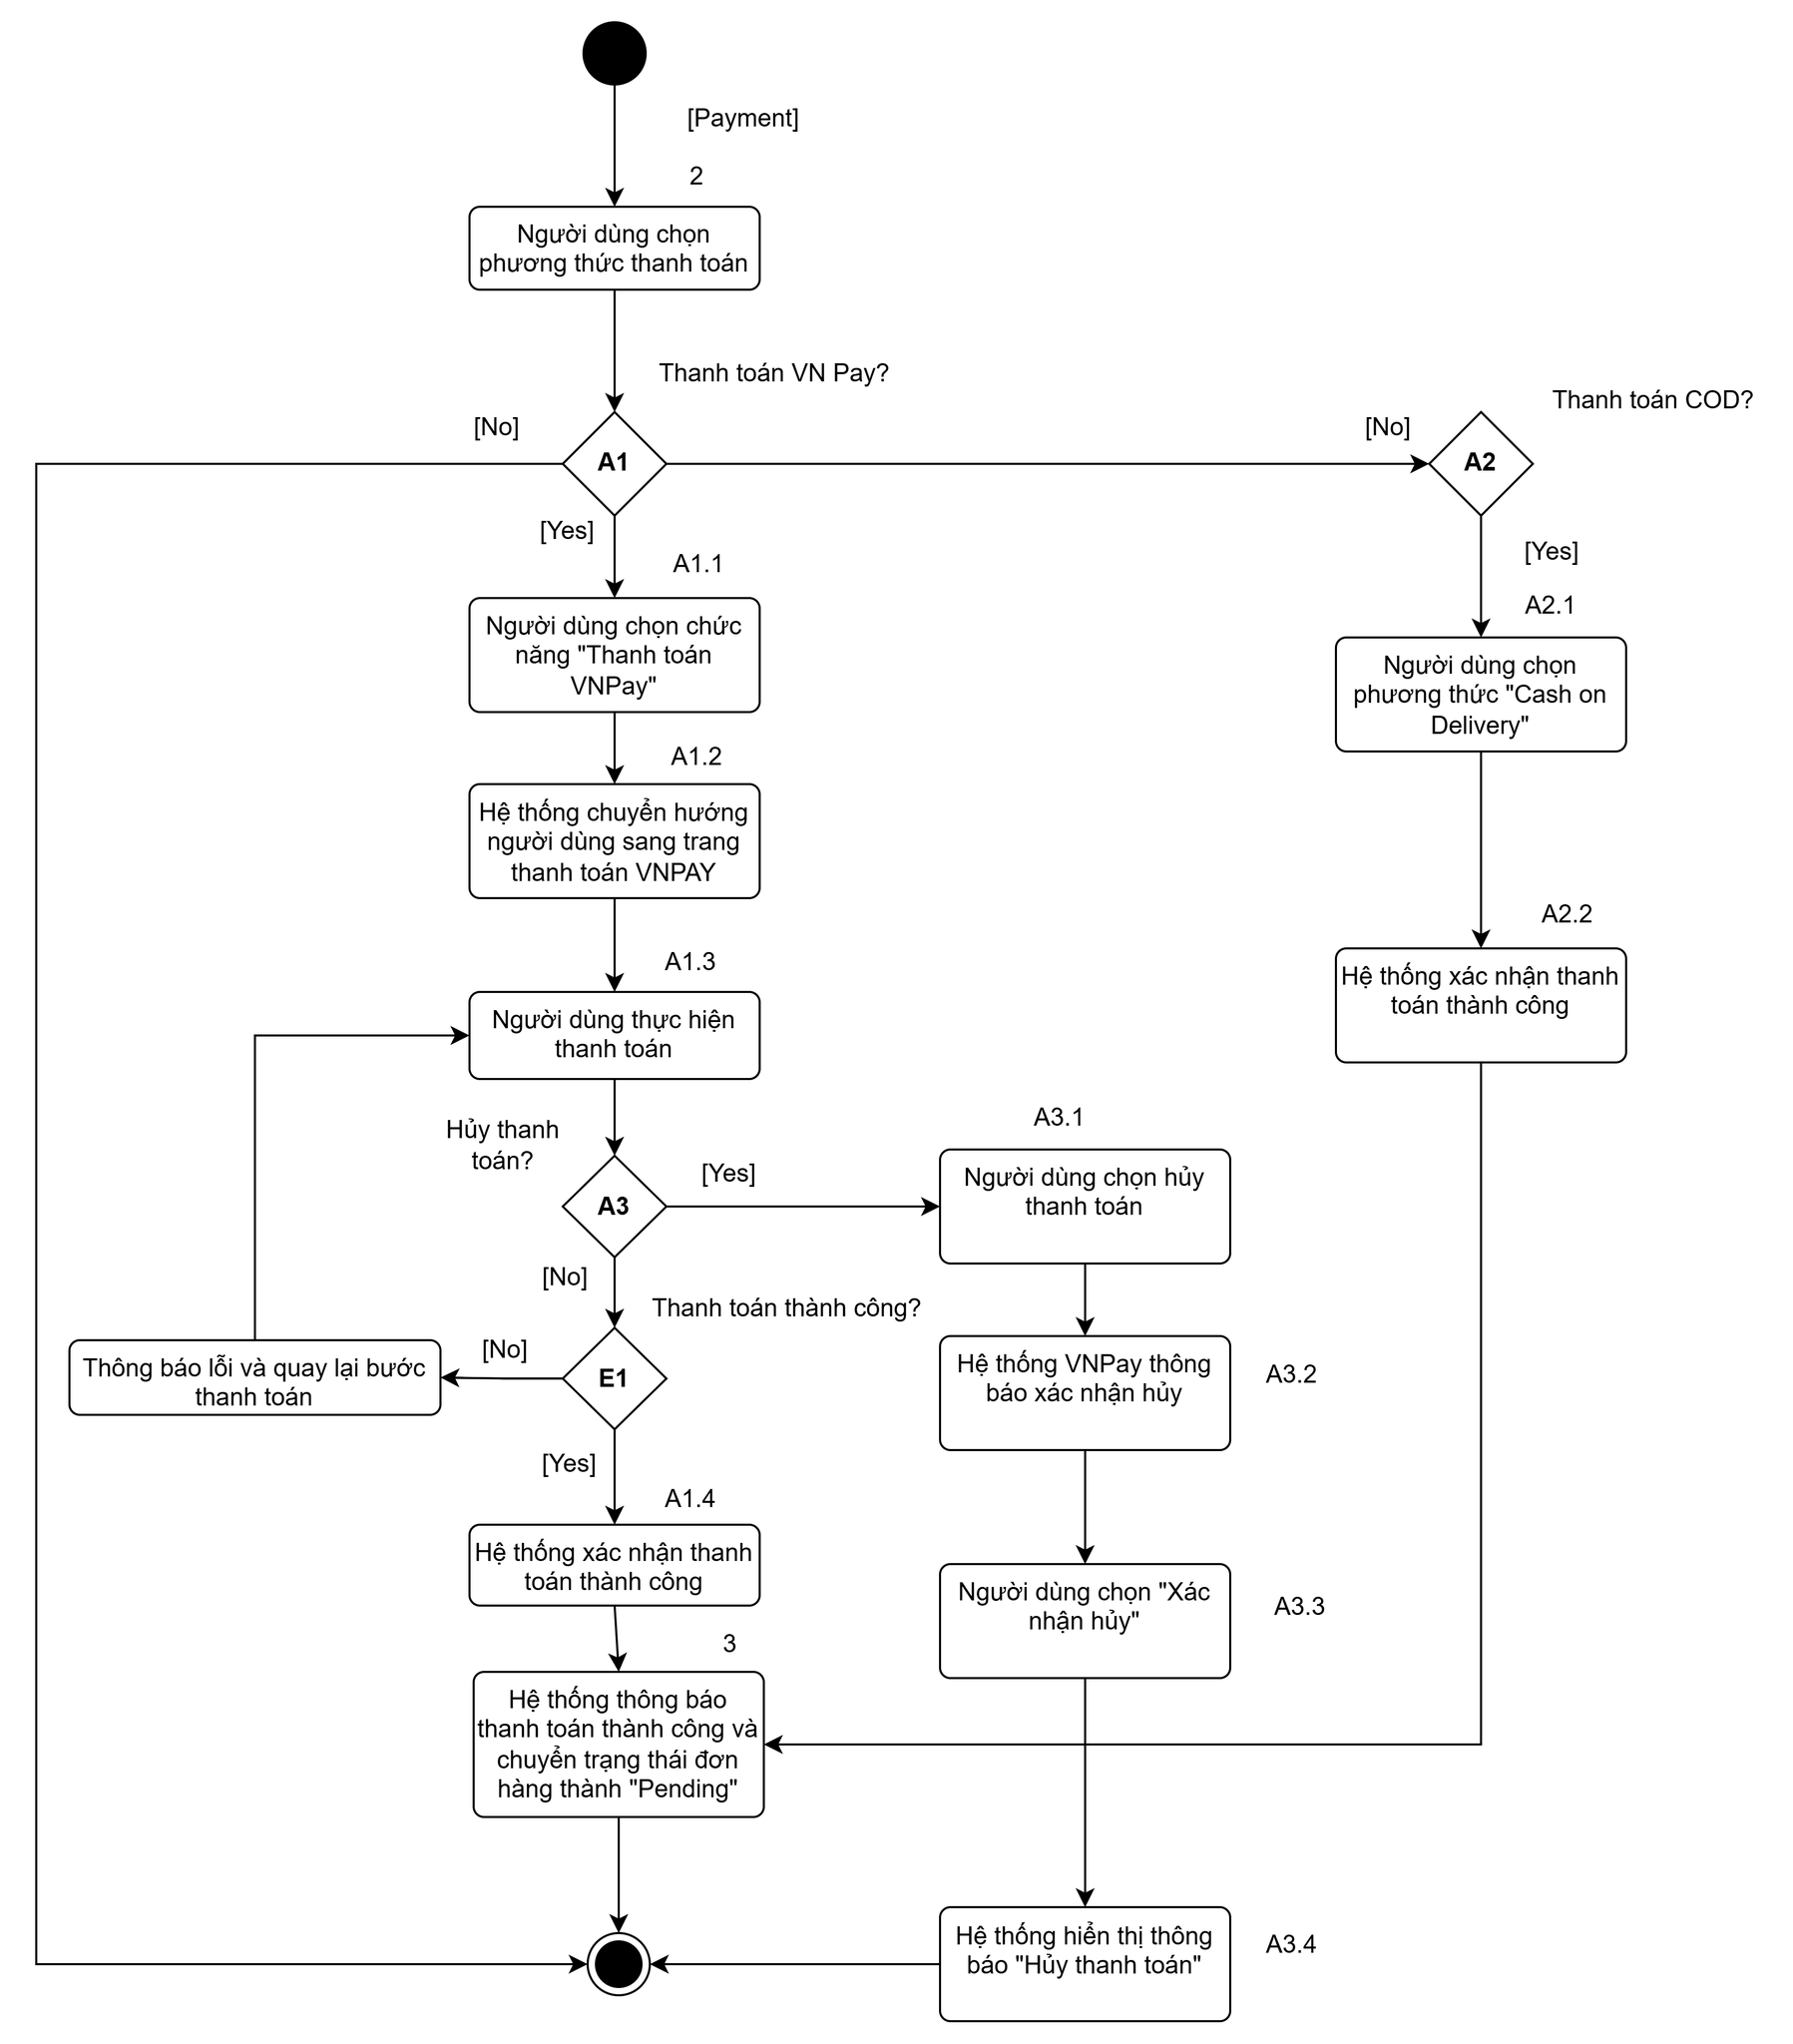 [Payment]
2
Người dùng chọn
phương thức thanh toán
Thanh toán VN Pay?
Thanh toán COD?
[No]
A1
[No]
A2
[Yes]
A1.1
Người dùng chọn chức
năng "Thanh toán
VNPay"
[Yes]
A2.1
Người dùng chọn
phương thức "Cash on
Delivery"
A1.2
Hệ thống chuyển hướng
người dùng sang trang
thanh toán VNPAY
A2.2
Hệ thống xác nhận thanh
toán thành công
A1.3
Người dùng thực hiện
thanh toán
Hủy thanh
toán?
A3
[Yes]
A3.1
Người dùng chọn hủy
thanh toán
[No]
Thanh toán thành công?
E1
[No]
Thông báo lỗi và quay lại bước
thanh toán
Hệ thống VNPay thông
báo xác nhận hủy
A3.2
[Yes]
A1.4
Hệ thống xác nhận thanh
toán thành công
Người dùng chọn "Xác
nhận hủy"
A3.3
3
Hệ thống thông báo
thanh toán thành công và
chuyển trạng thái đơn
hàng thành "Pending"
Hệ thống hiển thị thông
báo "Hủy thanh toán"
A3.4